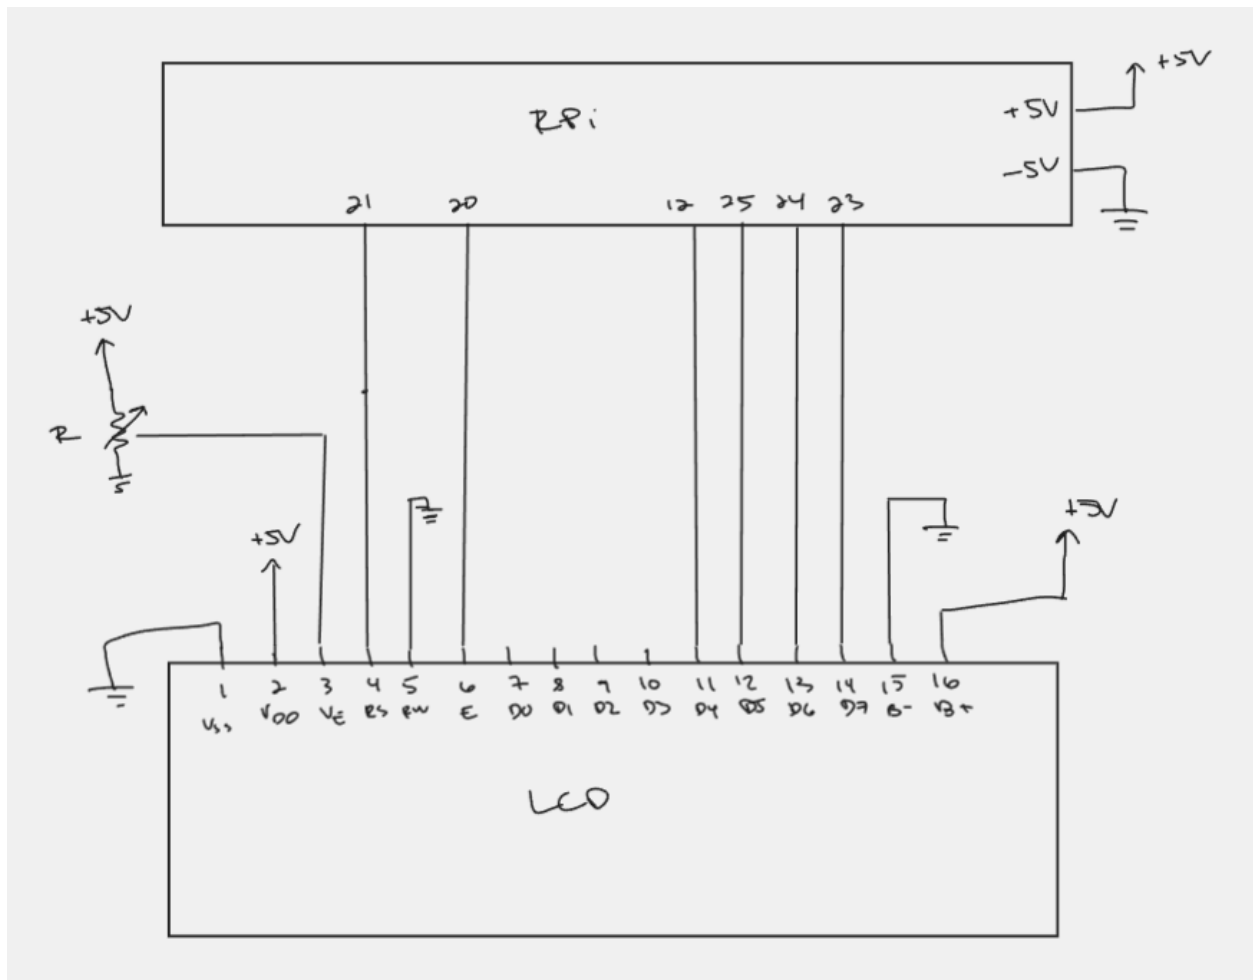 +5V
RPi
+5V
-5V
21 20 12 25 24 23
+5V
R
+5V
+5V
1 2 3 4 5 6 7 8 9 10 11 12 13 14 15 16
VSS VDD VE RS RW E D0 D1 D2 D3 D4 D5 D6 D7 B- B+
LCD